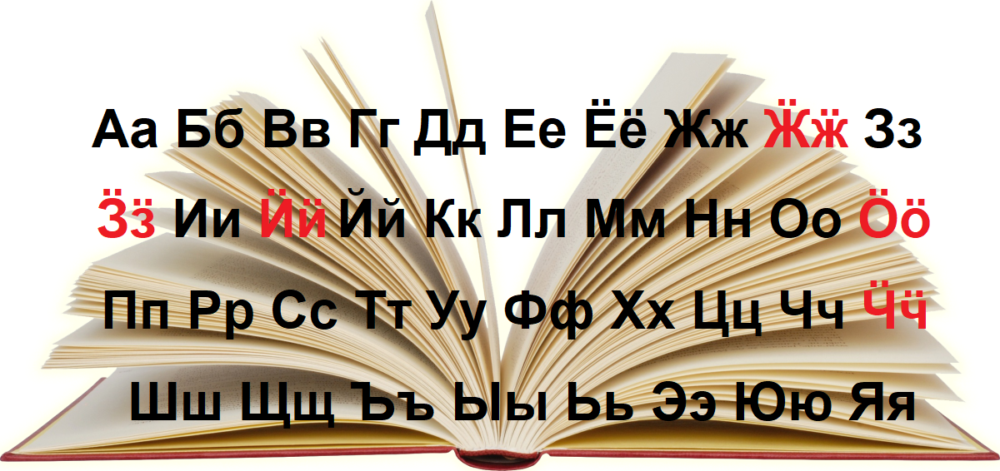 Аа Бб Вв Гг Дд Ее Ёё Жж Ӝӝ Зз
Ӟӟ Ии Ӥӥ Йй Кк Лл Мм Нн Оо Ӧӧ
Пп Рр Сс Тт Уу Фф Хх Цц Чч Ӵӵ
Шш Щщ Ъъ Ыы Ьь Ээ Юю Яя